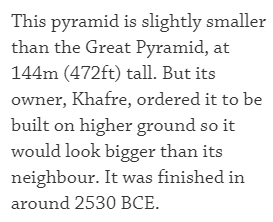 This pyramid is slightly smaller
than the Great Pyramid, at
144m (472ft) tall. But its
owner, Khafre, ordered it to be
built on higher ground so it
would look bigger than its
neighbour. It was finished in
around 2530 BCE.